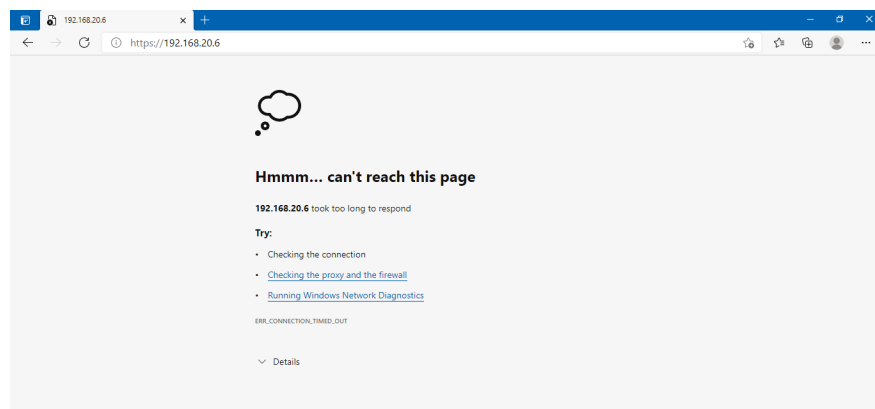 192.168.20.6
https://192.168.20.6
Hmmm... can't reach this page
192.168.20.6 took too long to respond
Try:
• Checking the connection
• Checking the proxy and the firewall
• Running Windows Network Diagnostics
ERR_CONNECTION_TIMED_OUT
Details